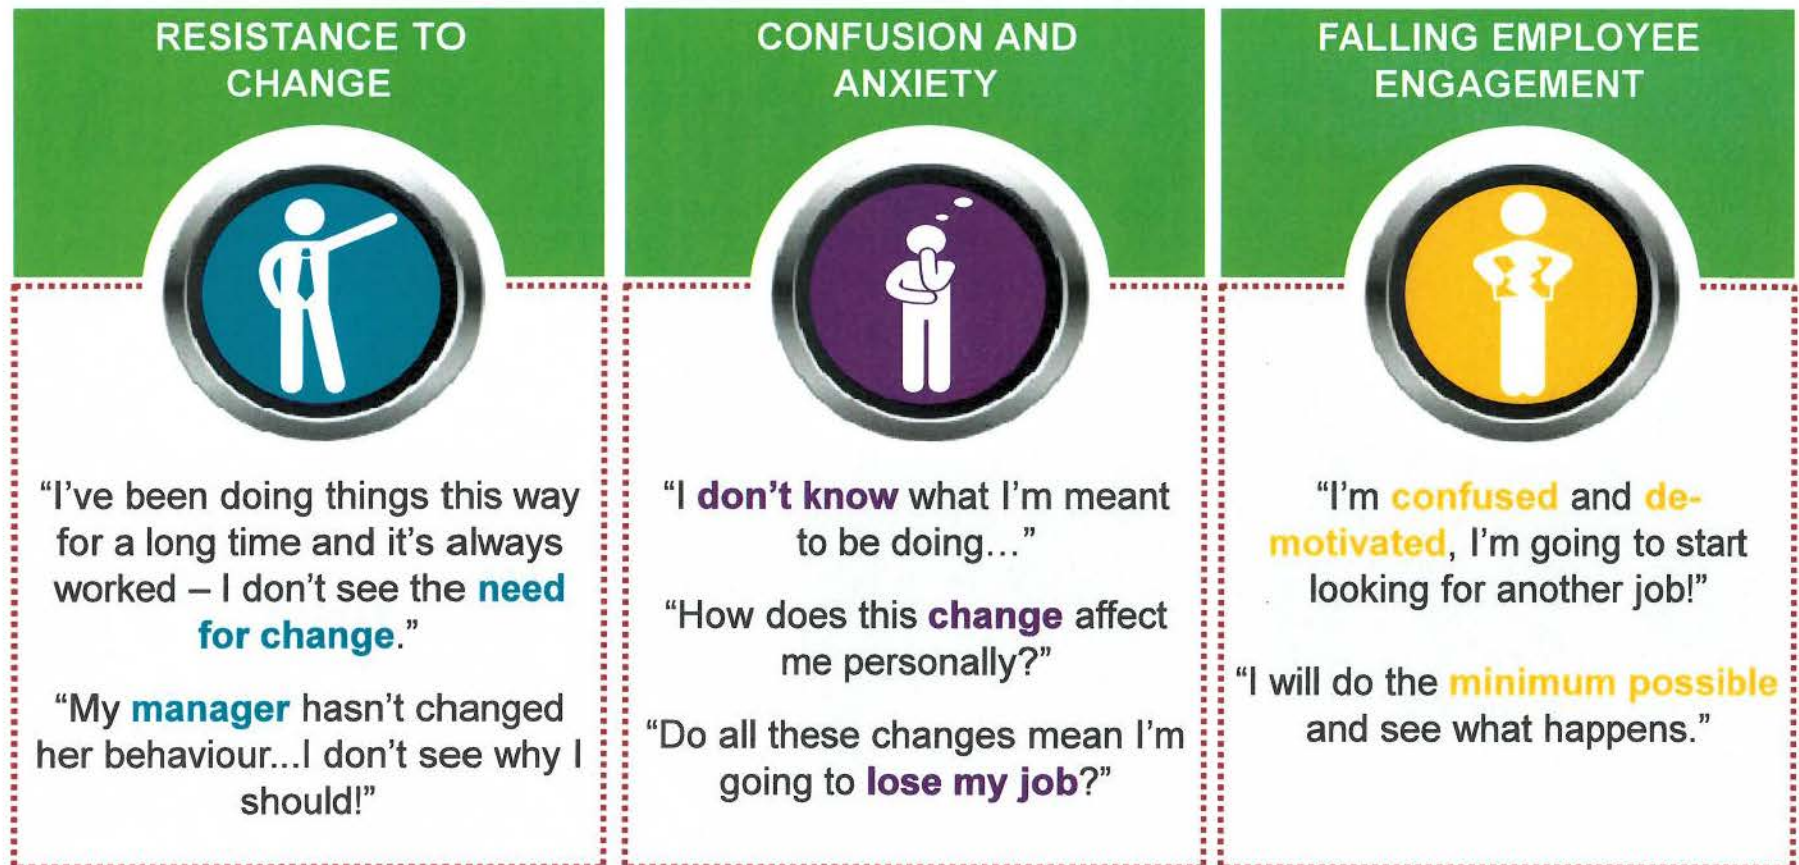 RESISTANCE TO
CHANGE
“I’ve been doing things this way
for a long time and it’s always
worked – I don’t see the need
for change.”
“My manager hasn’t changed
her behaviour...I don’t see why I
should!”
CONFUSION AND
ANXIETY
“I don’t know what I’m meant
to be doing...”
“How does this change affect
me personally?”
“Do all these changes mean I’m
going to lose my job?”
FALLING EMPLOYEE
ENGAGEMENT
“I’m confused and de-
motivated, I’m going to start
looking for another job!”
“I will do the minimum possible
and see what happens.”